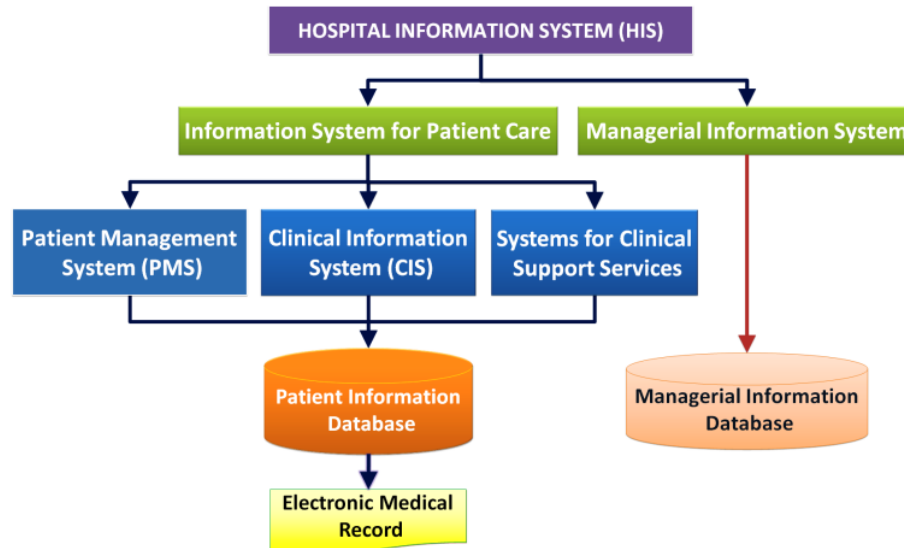 HOSPITAL INFORMATION SYSTEM (HIS)
Information System for Patient Care
Managerial Information System
Patient Management
System (PMS)
Clinical Information
System (CIS)
Systems for Clinical
Support Services
Patient Information
Database
Managerial Information
Database
Electronic Medical
Record